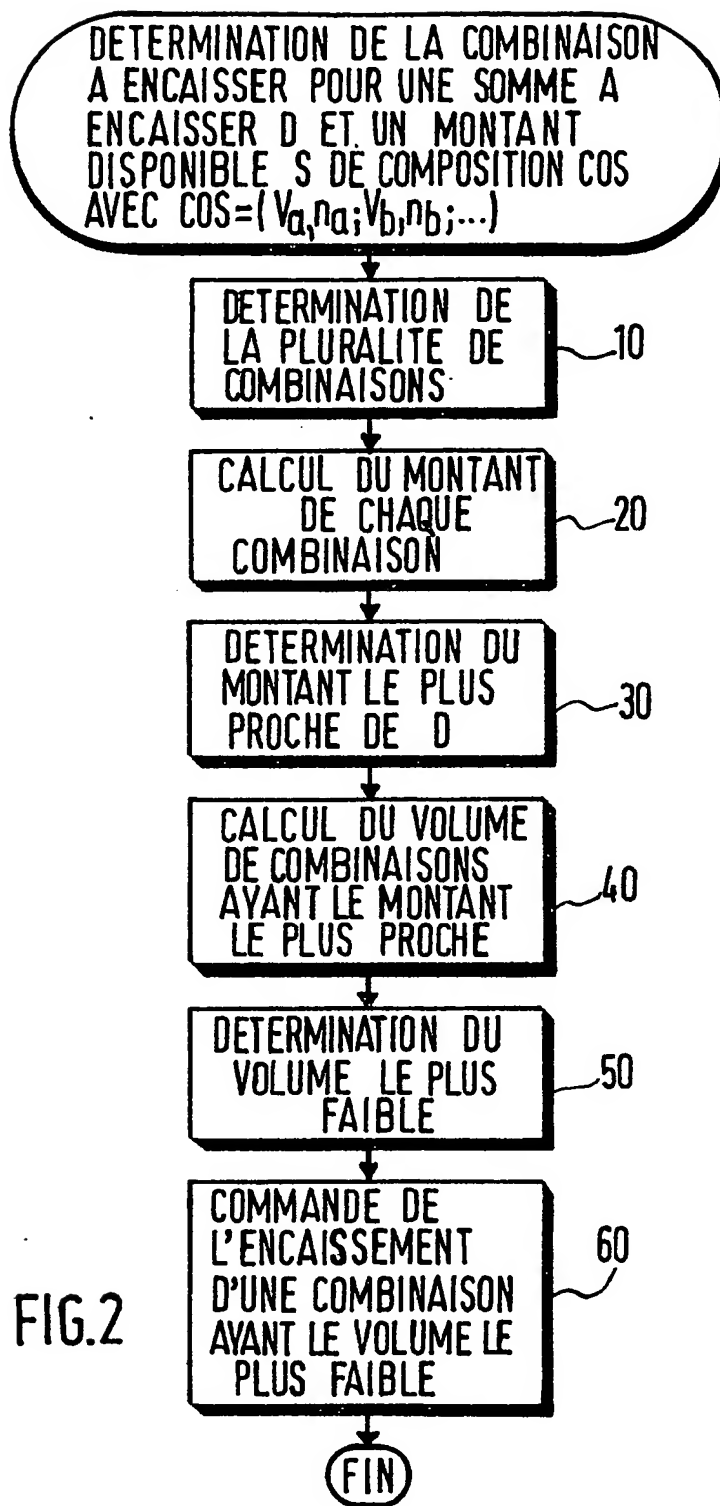 DETERMINATION DE LA COMBINAISON
A ENCAISSER POUR UNE SOMME A
ENCAISSER D ET UN MONTANT
DISPONIBLE S DE COMPOSITION COS
AVEC COS=(Va,na;Vb,nb;...)
DETERMINATION DE
LA PLURALITE DE
COMBINAISONS
10
CALCUL DU MONTANT
DE CHAQUE
COMBINAISON
20
DETERMINATION DU
MONTANT LE PLUS
PROCHE DE D
30
CALCUL DU VOLUME
DE COMBINAISONS
AYANT LE MONTANT
LE PLUS PROCHE
40
DETERMINATION DU
VOLUME LE PLUS
FAIBLE
50
COMMANDE DE
L'ENCAISSEMENT
D'UNE COMBINAISON
AYANT LE VOLUME LE
PLUS FAIBLE
60
FIG.2
FIN